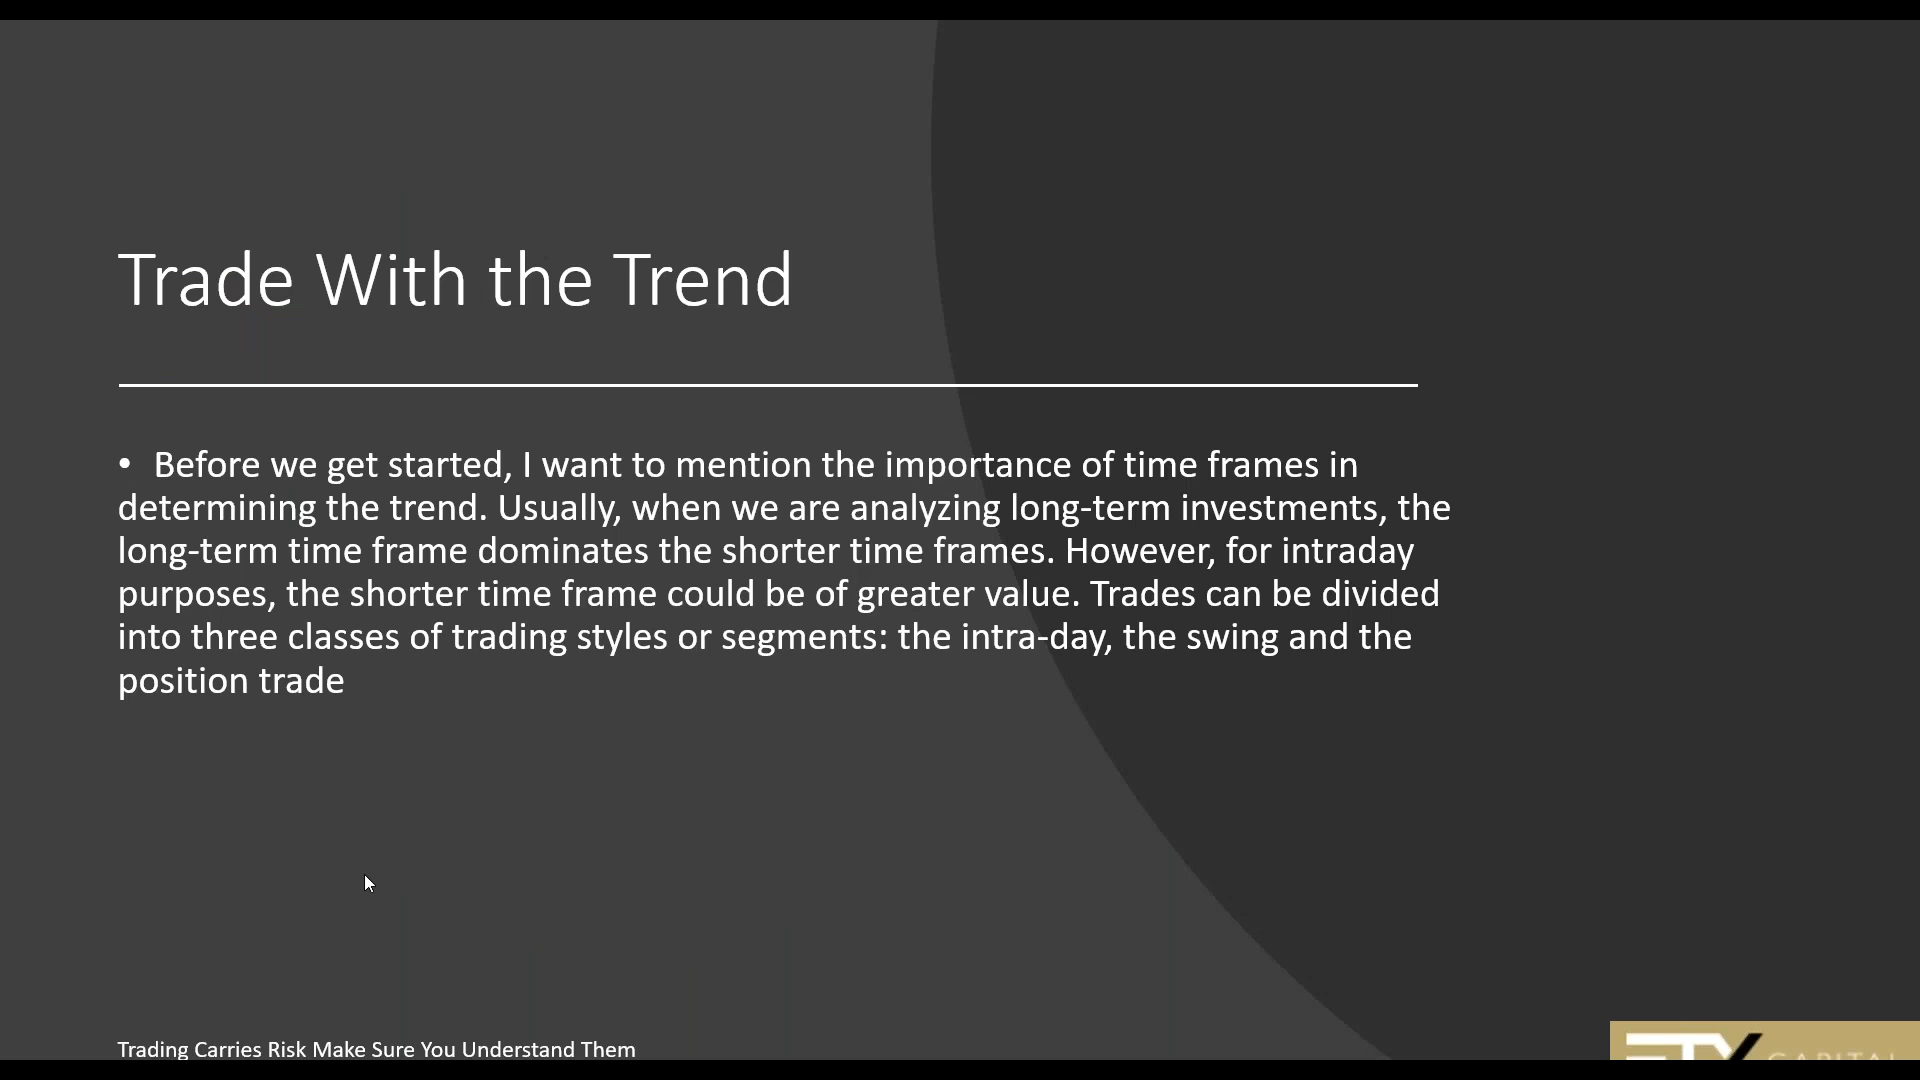 Trade With the Trend
• Before we get started, I want to mention the importance of time frames in
determining the trend. Usually, when we are analyzing long-term investments, the
long-term time frame dominates the shorter time frames. However, for intraday
purposes, the shorter time frame could be of greater value. Trades can be divided
into three classes of trading styles or segments: the intra-day, the swing and the
position trade
Trading Carries Risk Make Sure You Understand Them
ETX CAPITAL